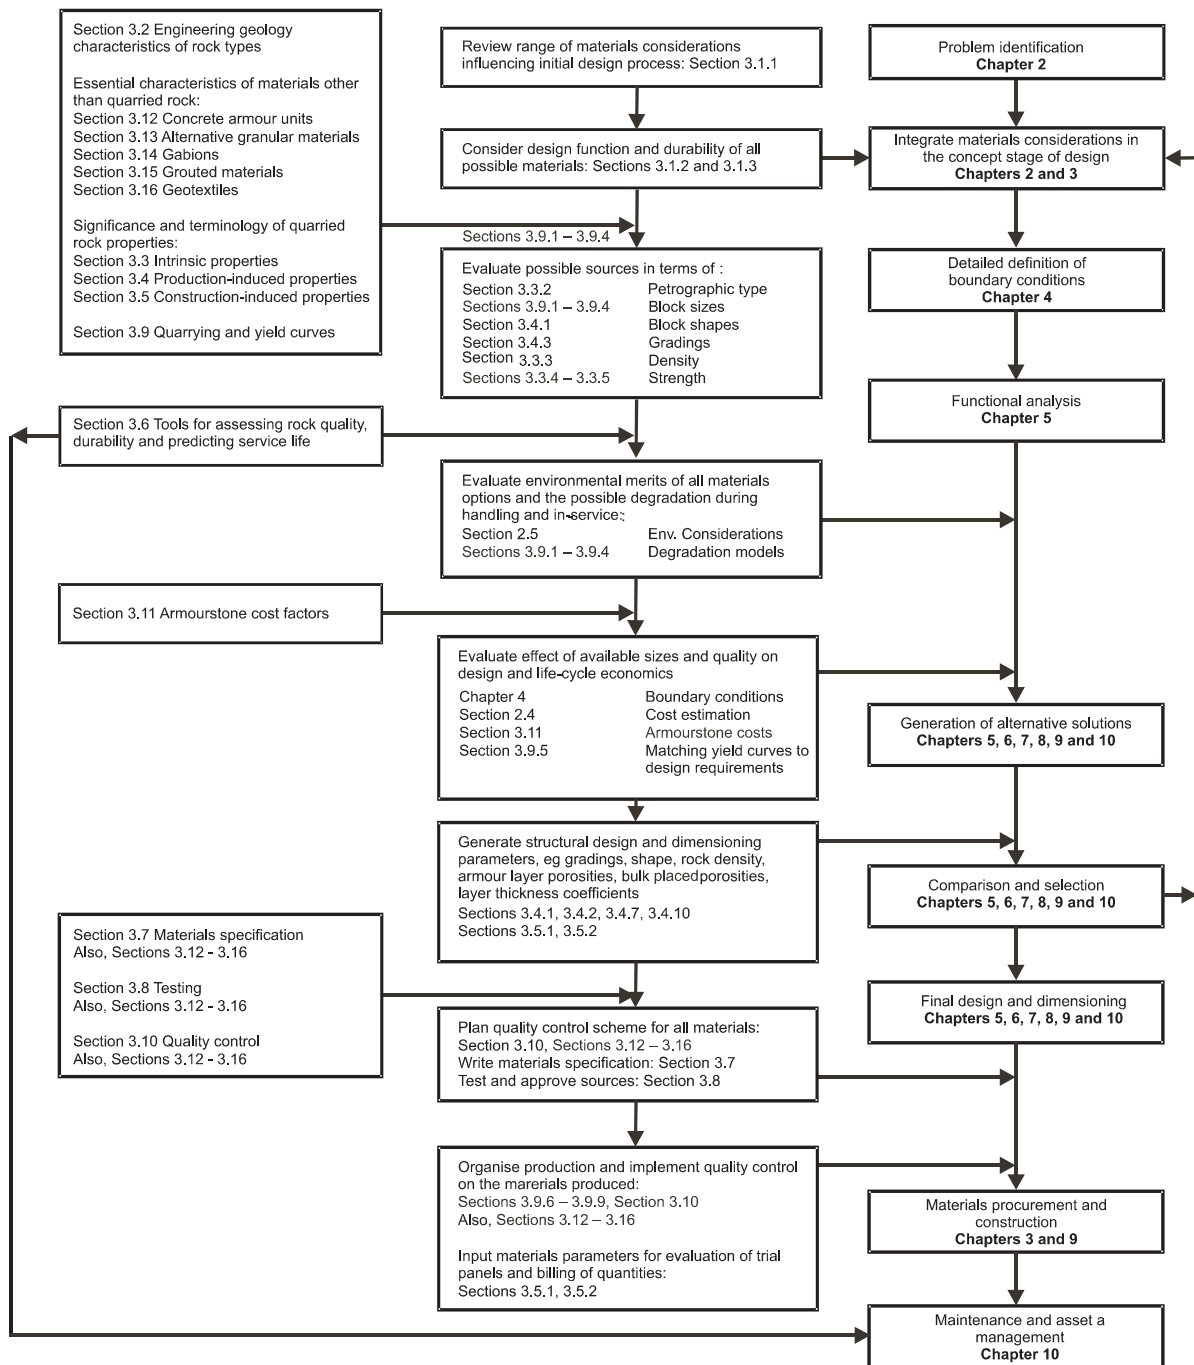 Section 3.2 Engineering geology
characteristics of rock types
Essential characteristics of materials other
than quarried rock:
Section 3.12 Concrete armour units
Section 3.13 Alternative granular materials
Section 3.14 Gabions
Section 3.15 Grouted materials
Section 3.16 Geotextiles
Significance and terminology of quarried
rock properties:
Section 3.3 Intrinsic properties
Section 3.4 Production-induced properties
Section 3.5 Construction-induced properties
Section 3.9 Quarrying and yield curves
Section 3.6 Tools for assessing rock quality,
durability and predicting service life
Section 3.11 Armourstone cost factors
Section 3.7 Materials specification
Also, Sections 3.12 - 3.16
Section 3.8 Testing
Also, Sections 3.12 - 3.16
Section 3.10 Quality control
Also, Sections 3.12 - 3.16
Review range of materials considerations
influencing initial design process: Section 3.1.1
Consider design function and durability of all
possible materials: Sections 3.1.2 and 3.1.3
Sections 3.9.1 – 3.9.4
Evaluate possible sources in terms of :
Section 3.3.2 Petrographic type
Sections 3.9.1 – 3.9.4 Block sizes
Section 3.4.1 Block shapes
Section 3.4.3 Gradings
Section 3.3.3 Density
Sections 3.3.4 – 3.3.5 Strength
Evaluate environmental merits of all materials
options and the possible degradation during
handling and in-service:;
Section 2.5 Env. Considerations
Sections 3.9.1 – 3.9.4 Degradation models
Evaluate effect of available sizes and quality on
design and life-cycle economics
Chapter 4 Boundary conditions
Section 2.4 Cost estimation
Section 3.11 Armourstone costs
Section 3.9.5 Matching yield curves to
design requirements
Generate structural design and dimensioning
parameters, eg gradings, shape, rock density,
armour layer porosities, bulk placed porosities,
layer thickness coefficients
Sections 3.4.1, 3.4.2, 3.4.7, 3.4.10
Sections 3.5.1, 3.5.2
Plan quality control scheme for all materials:
Section 3.10, Sections 3.12 – 3.16
Write materials specification: Section 3.7
Test and approve sources: Section 3.8
Organise production and implement quality control
on the marerials produced:
Sections 3.9.6 – 3.9.9, Section 3.10
Also, Sections 3.12 – 3.16
Input materials parameters for evaluation of trial
panels and billing of quantities:
Sections 3.5.1, 3.5.2
Problem identification
Chapter 2
Integrate materials considerations in
the concept stage of design
Chapters 2 and 3
Detailed definition of
boundary conditions
Chapter 4
Functional analysis
Chapter 5
Generation of alternative solutions
Chapters 5, 6, 7, 8, 9 and 10
Comparison and selection
Chapters 5, 6, 7, 8, 9 and 10
Final design and dimensioning
Chapters 5, 6, 7, 8, 9 and 10
Materials procurement and
construction
Chapters 3 and 9
Maintenance and asset a
management
Chapter 10